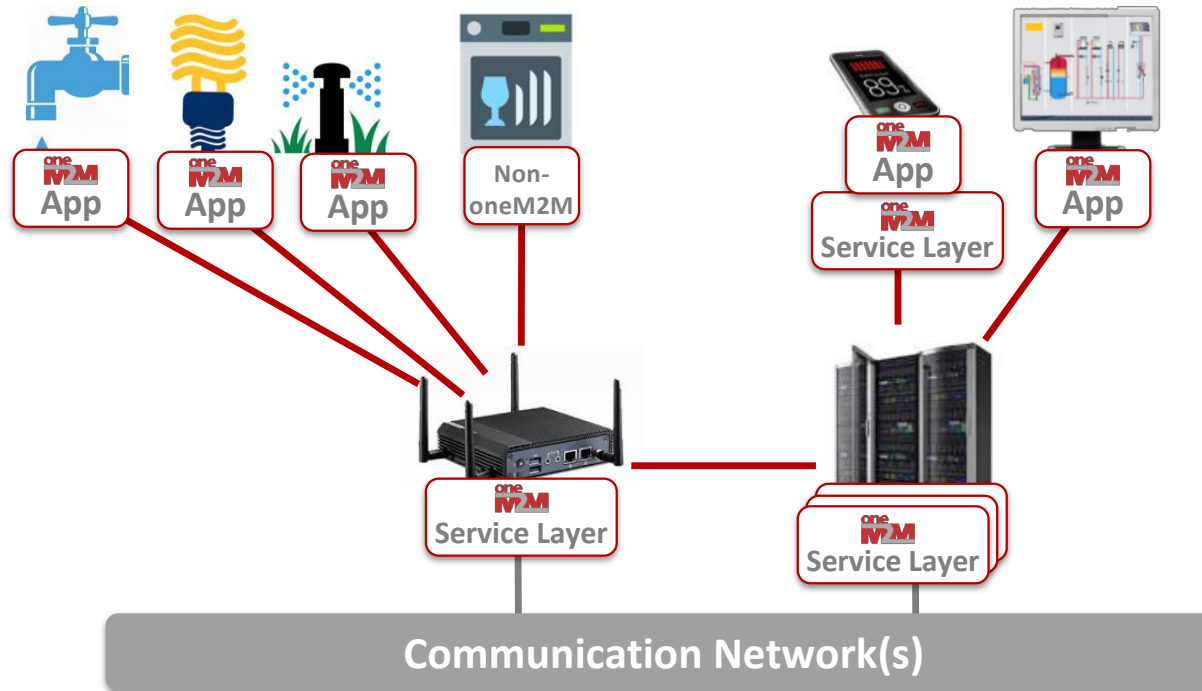 one
M2M
App
one
M2M
App
one
M2M
App
Non-
oneM2M
89
one
M2M
App
one
M2M
Service Layer
one
M2M
App
one
M2M
Service Layer
one
M2M
Service Layer
Communication Network(s)